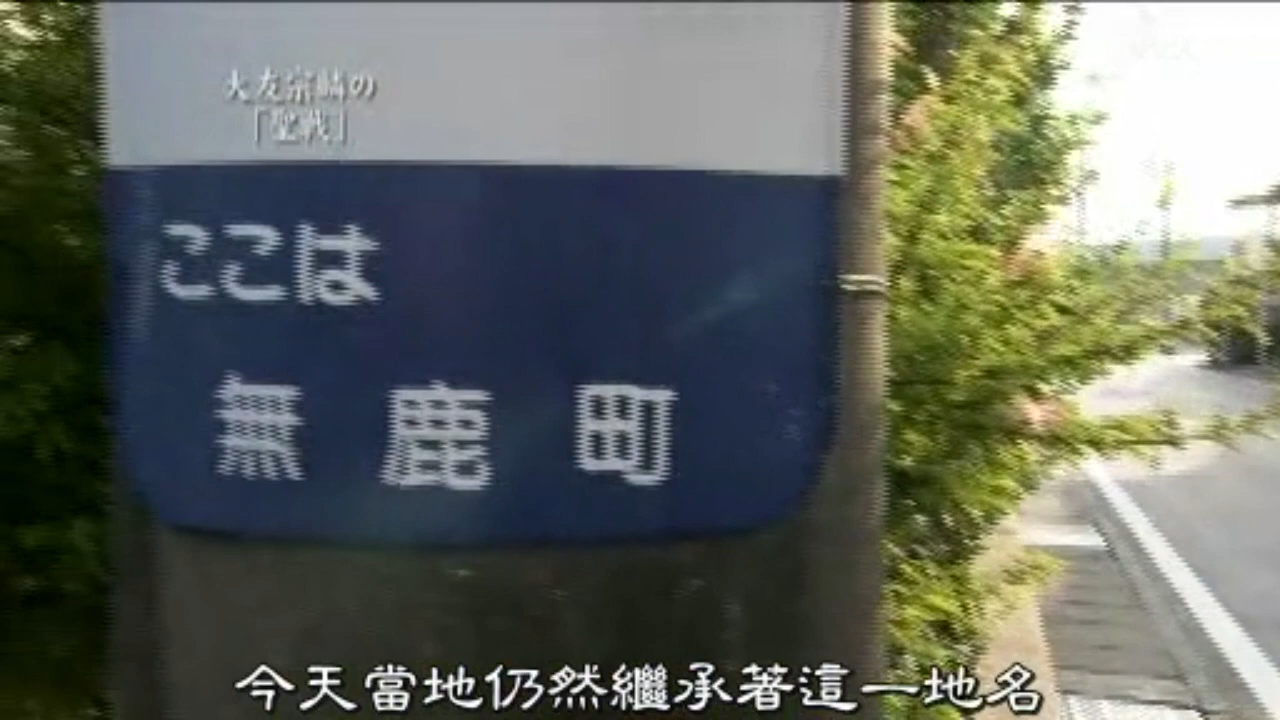 大友宗麟の
「聖戦」
ここは
無鹿町
今天當地仍然繼承著這一地名